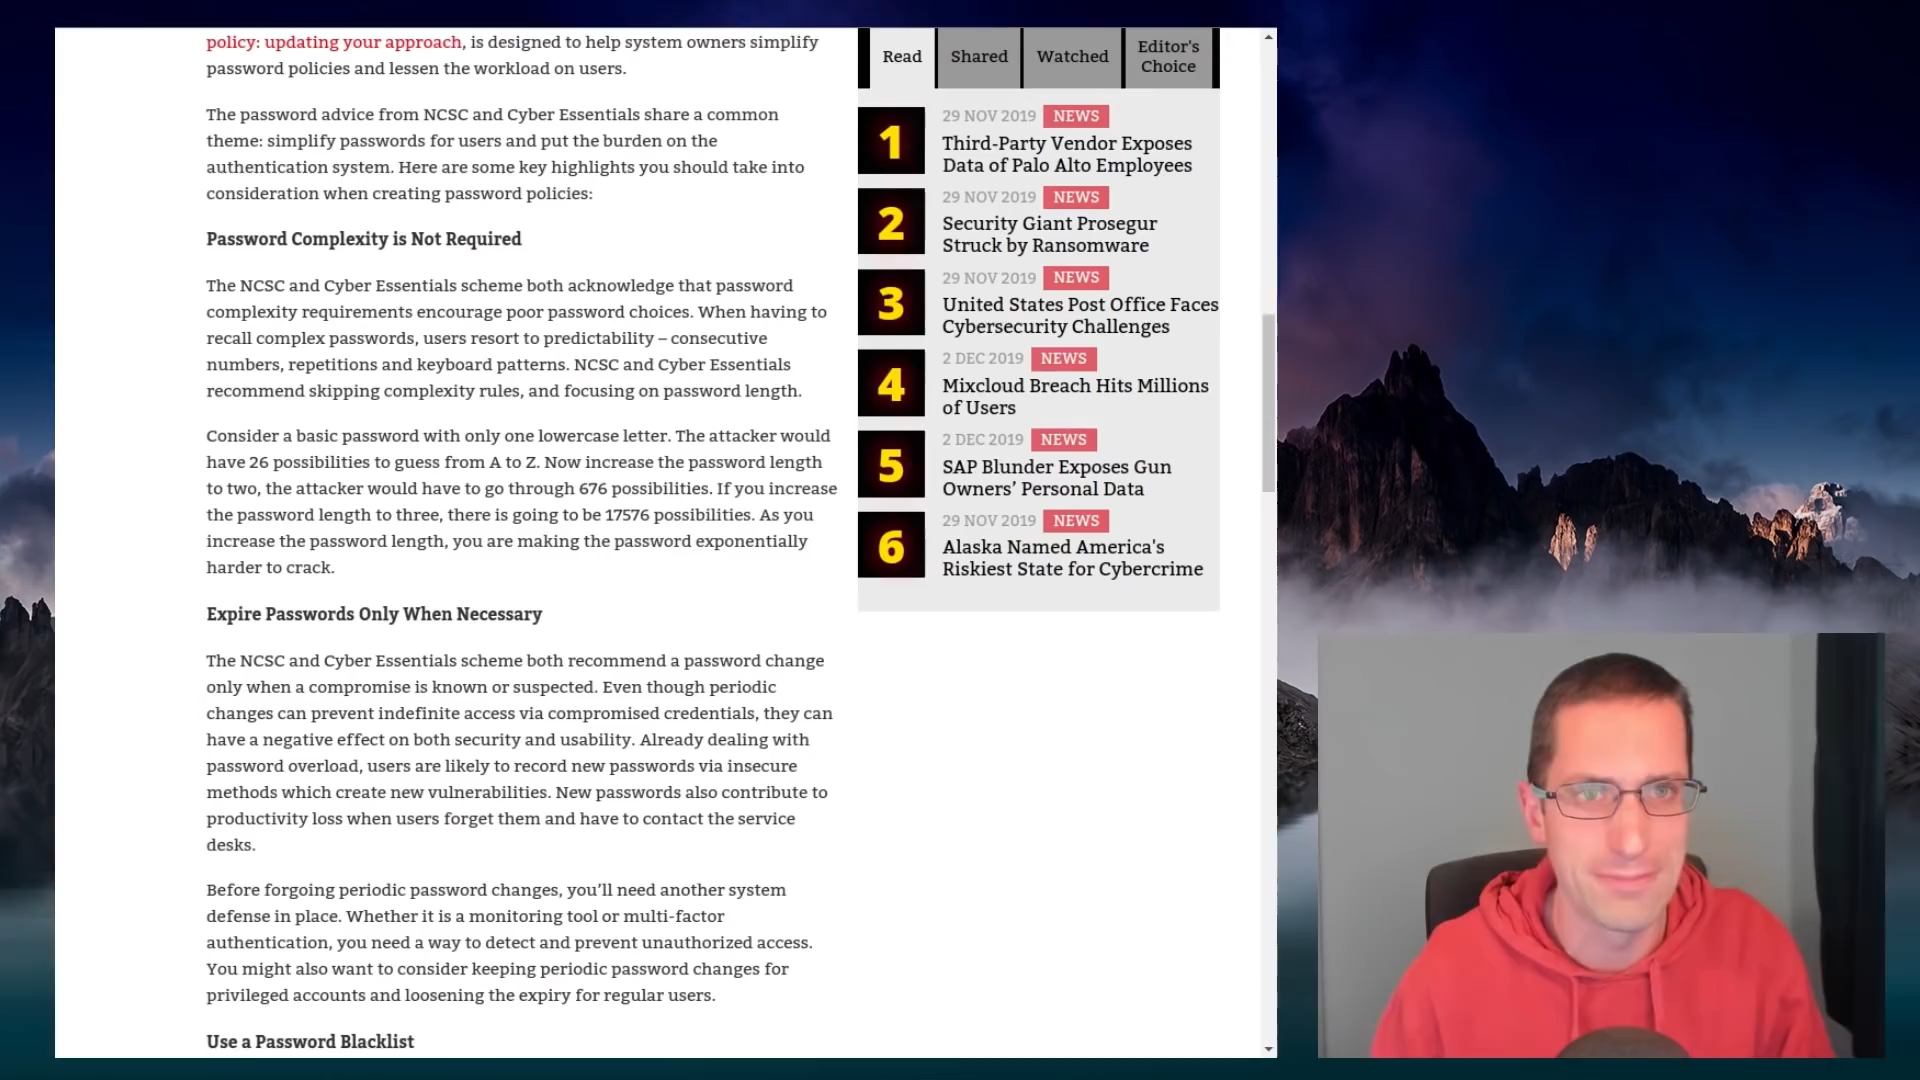 policy: updating your approach, is designed to help system owners simplify
password policies and lessen the workload on users.
The password advice from NCSC and Cyber Essentials share a common
theme: simplify passwords for users and put the burden on the
authentication system. Here are some key highlights you should take into
consideration when creating password policies:
Password Complexity is Not Required
The NCSC and Cyber Essentials scheme both acknowledge that password
complexity requirements encourage poor password choices. When having to
recall complex passwords, users resort to predictability – consecutive
numbers, repetitions and keyboard patterns. NCSC and Cyber Essentials
recommend skipping complexity rules, and focusing on password length.
Consider a basic password with only one lowercase letter. The attacker would
have 26 possibilities to guess from A to Z. Now increase the password length
to two, the attacker would have to go through 676 possibilities. If you increase
the password length to three, there is going to be 17576 possibilities. As you
increase the password length, you are making the password exponentially
harder to crack.
Expire Passwords Only When Necessary
The NCSC and Cyber Essentials scheme both recommend a password change
only when a compromise is known or suspected. Even though periodic
changes can prevent indefinite access via compromised credentials, they can
have a negative effect on both security and usability. Already dealing with
password overload, users are likely to record new passwords via insecure
methods which create new vulnerabilities. New passwords also contribute to
productivity loss when users forget them and have to contact the service
desks.
Before forgoing periodic password changes, you’ll need another system
defense in place. Whether it is a monitoring tool or multi-factor
authentication, you need a way to detect and prevent unauthorized access.
You might also want to consider keeping periodic password changes for
privileged accounts and loosening the expiry for regular users.
Use a Password Blacklist
Read
Shared
Watched
Editor's
Choice
1
29 NOV 2019 NEWS
Third-Party Vendor Exposes
Data of Palo Alto Employees
2
29 NOV 2019 NEWS
Security Giant Prosegur
Struck by Ransomware
3
29 NOV 2019 NEWS
United States Post Office Faces
Cybersecurity Challenges
4
2 DEC 2019 NEWS
Mixcloud Breach Hits Millions
of Users
5
2 DEC 2019 NEWS
SAP Blunder Exposes Gun
Owners’ Personal Data
6
29 NOV 2019 NEWS
Alaska Named America's
Riskiest State for Cybercrime